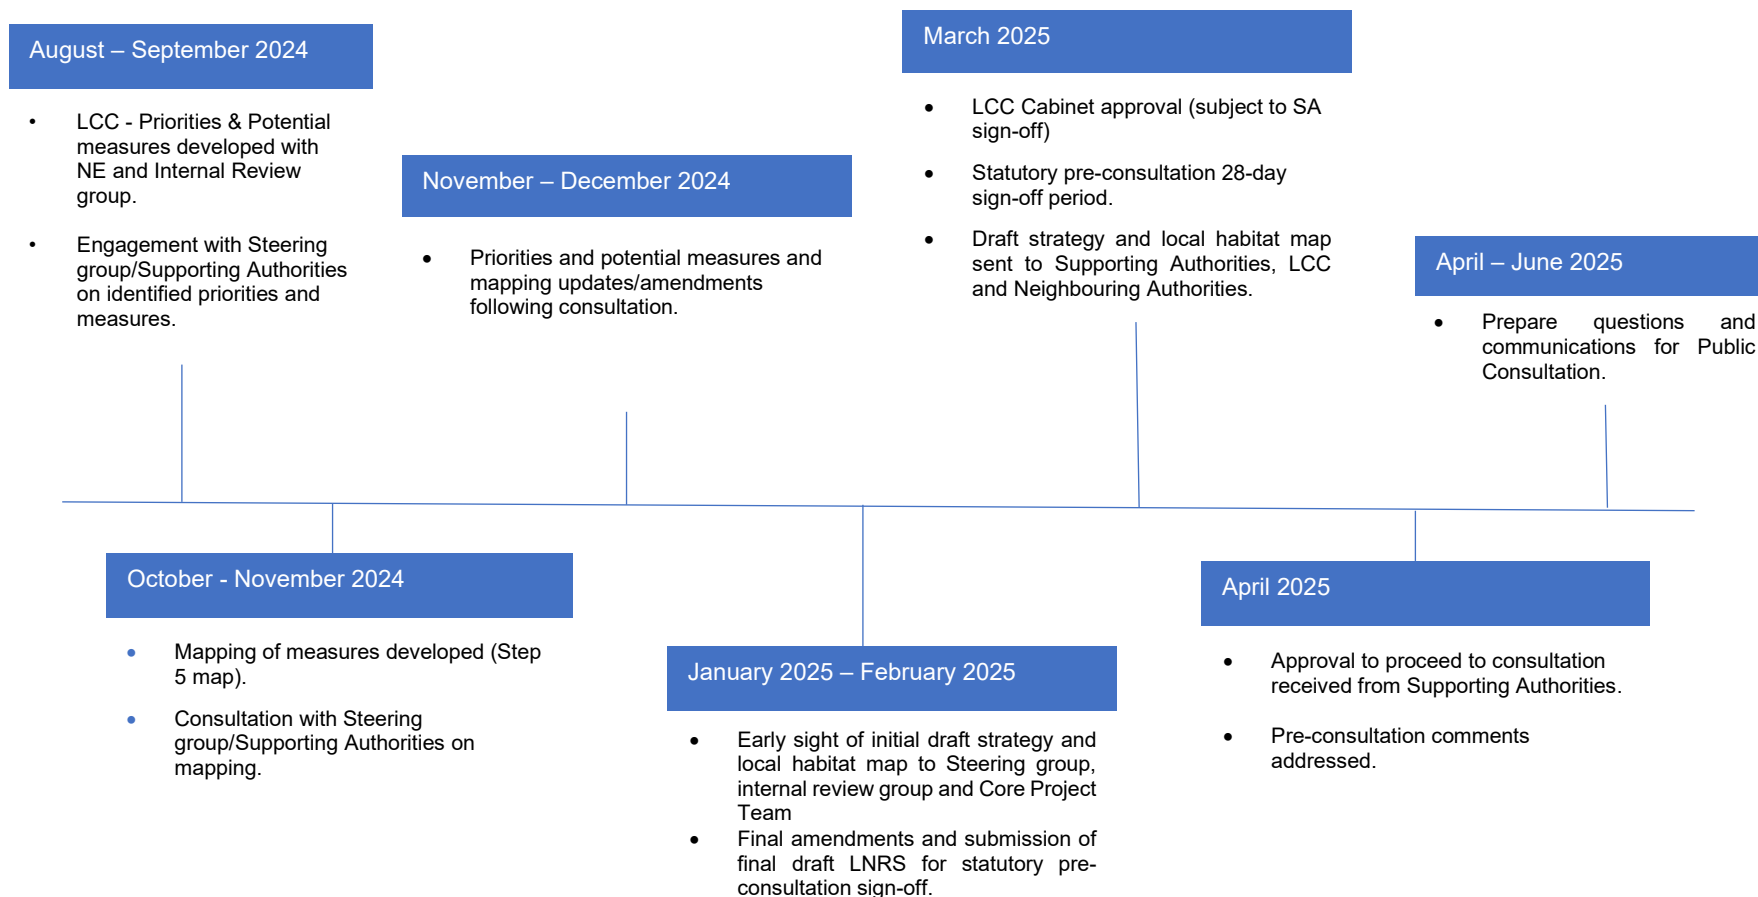 August – September 2024
• LCC - Priorities & Potential
measures developed with
NE and Internal Review
group.
• Engagement with Steering
group/Supporting Authorities
on identified priorities and
measures.
October - November 2024
• Mapping of measures developed (Step
5 map).
• Consultation with Steering
group/Supporting Authorities on
mapping.
November – December 2024
• Priorities and potential measures and
mapping updates/amendments
following consultation.
January 2025 – February 2025
• Early sight of initial draft strategy and
local habitat map to Steering group,
internal review group and Core Project
Team
• Final amendments and submission of
final draft LNRS for statutory pre-
consultation sign-off.
March 2025
• LCC Cabinet approval (subject to SA
sign-off)
• Statutory pre-consultation 28-day
sign-off period.
• Draft strategy and local habitat map
sent to Supporting Authorities, LCC
and Neighbouring Authorities.
April 2025
• Approval to proceed to consultation
received from Supporting Authorities.
• Pre-consultation comments
addressed.
April – June 2025
• Prepare questions and
communications for Public
Consultation.